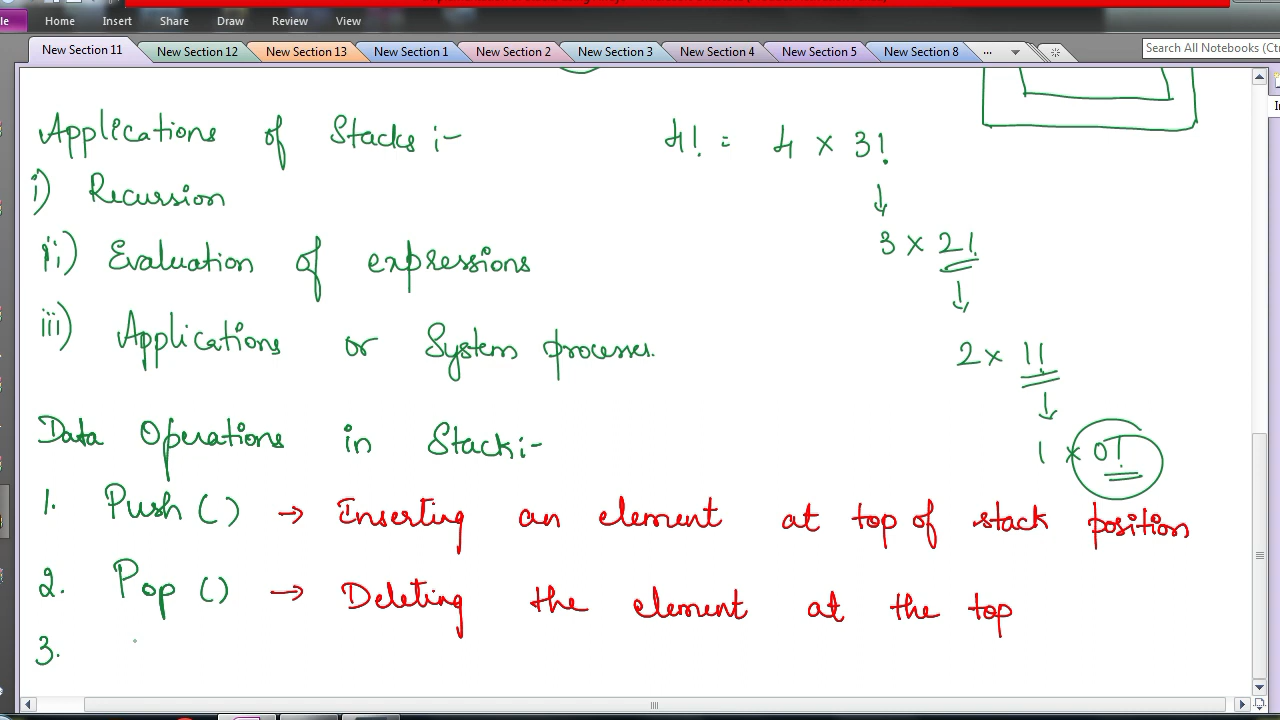 Home Insert Share Draw Review View
New Section 11 New Section 12 New Section 13 New Section 1 New Section 2 New Section 3 New Section 4 New Section 5 New Section 8 ... Search All Notebooks (Ctr
Applications of Stacks :-
i) Recursion
ii) Evaluation of expressions
iii) Applications or System processes.
4! = 4 × 3!
↓
3 × 2!
↓
2 × 1!
↓
1 × 0!
Data Operations in Stack :-
1. Push () → Inserting an element at top of stack position
2. Pop () → Deleting the element at the top
3.